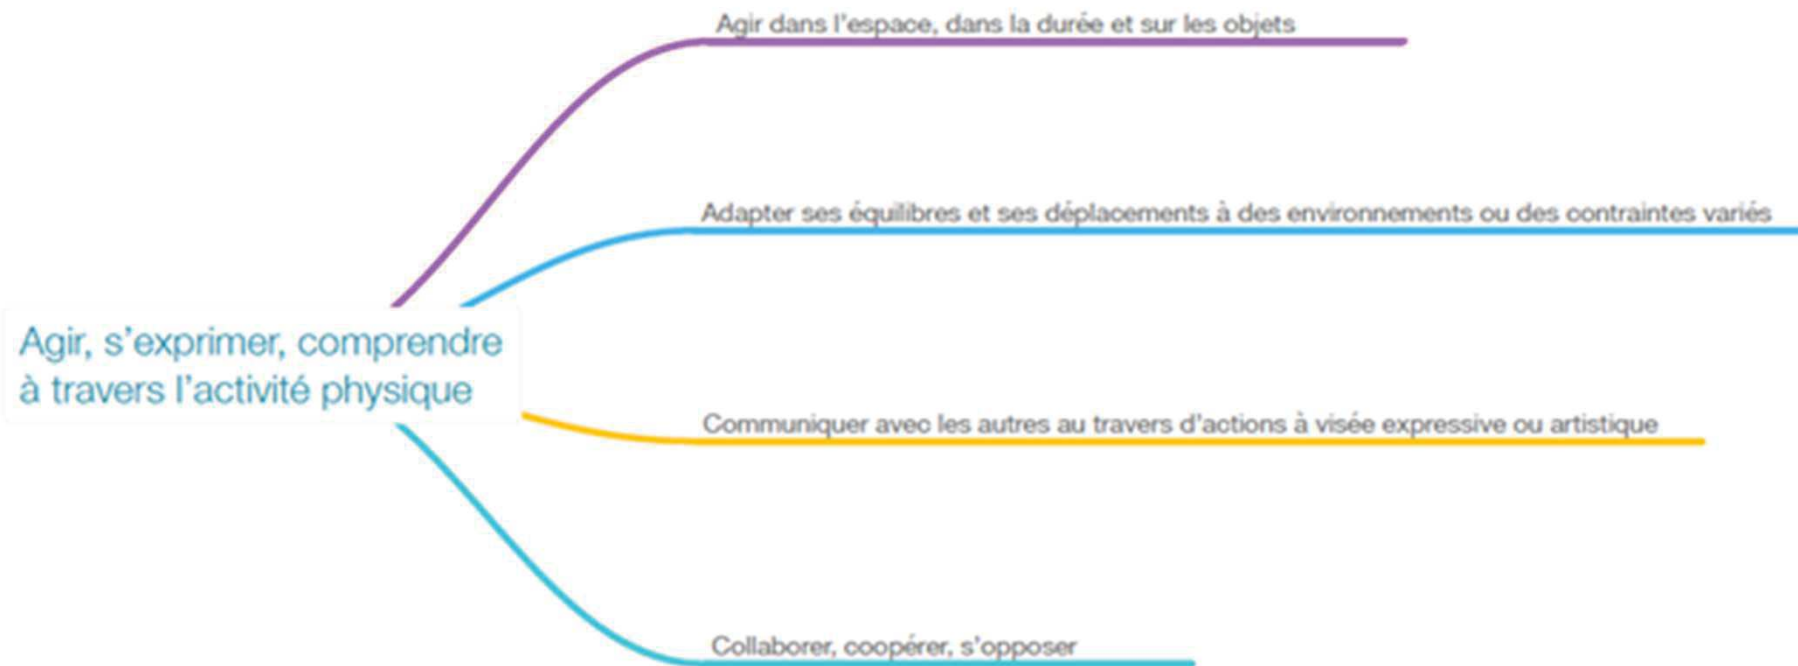 Agir dans l'espace, dans la durée et sur les objets
Adapter ses équilibres et ses déplacements à des environnements ou des contraintes variés
Agir, s'exprimer, comprendre
à travers l'activité physique
Communiquer avec les autres au travers d'actions à visée expressive ou artistique
Collaborer, coopérer, s'opposer